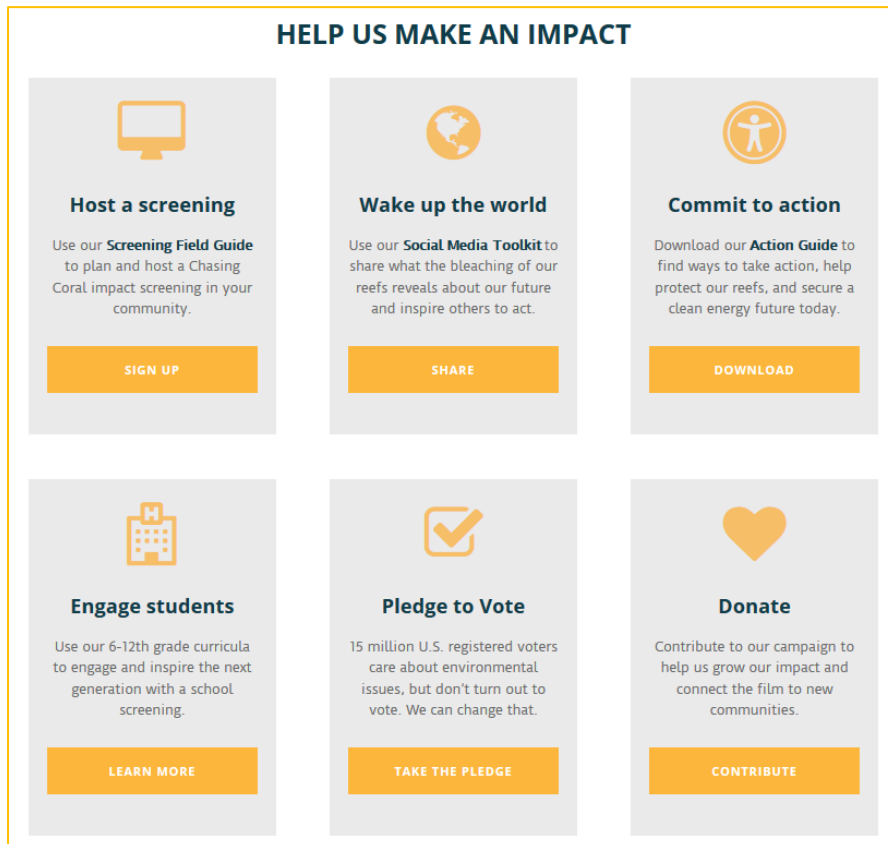 HELP US MAKE AN IMPACT
Host a screening
Use our Screening Field Guide
to plan and host a Chasing
Coral impact screening in your
community.
SIGN UP
Wake up the world
Use our Social Media Toolkit to
share what the bleaching of our
reefs reveals about our future
and inspire others to act.
SHARE
Commit to action
Download our Action Guide to
find ways to take action, help
protect our reefs, and secure a
clean energy future today.
DOWNLOAD
H
Engage students
Use our 6-12th grade curricula
to engage and inspire the next
generation with a school
screening.
LEARN MORE
Pledge to Vote
15 million U.S. registered voters
care about environmental
issues, but don't turn out to
vote. We can change that.
TAKE THE PLEDGE
Donate
Contribute to our campaign to
help us grow our impact and
connect the film to new
communities.
CONTRIBUTE